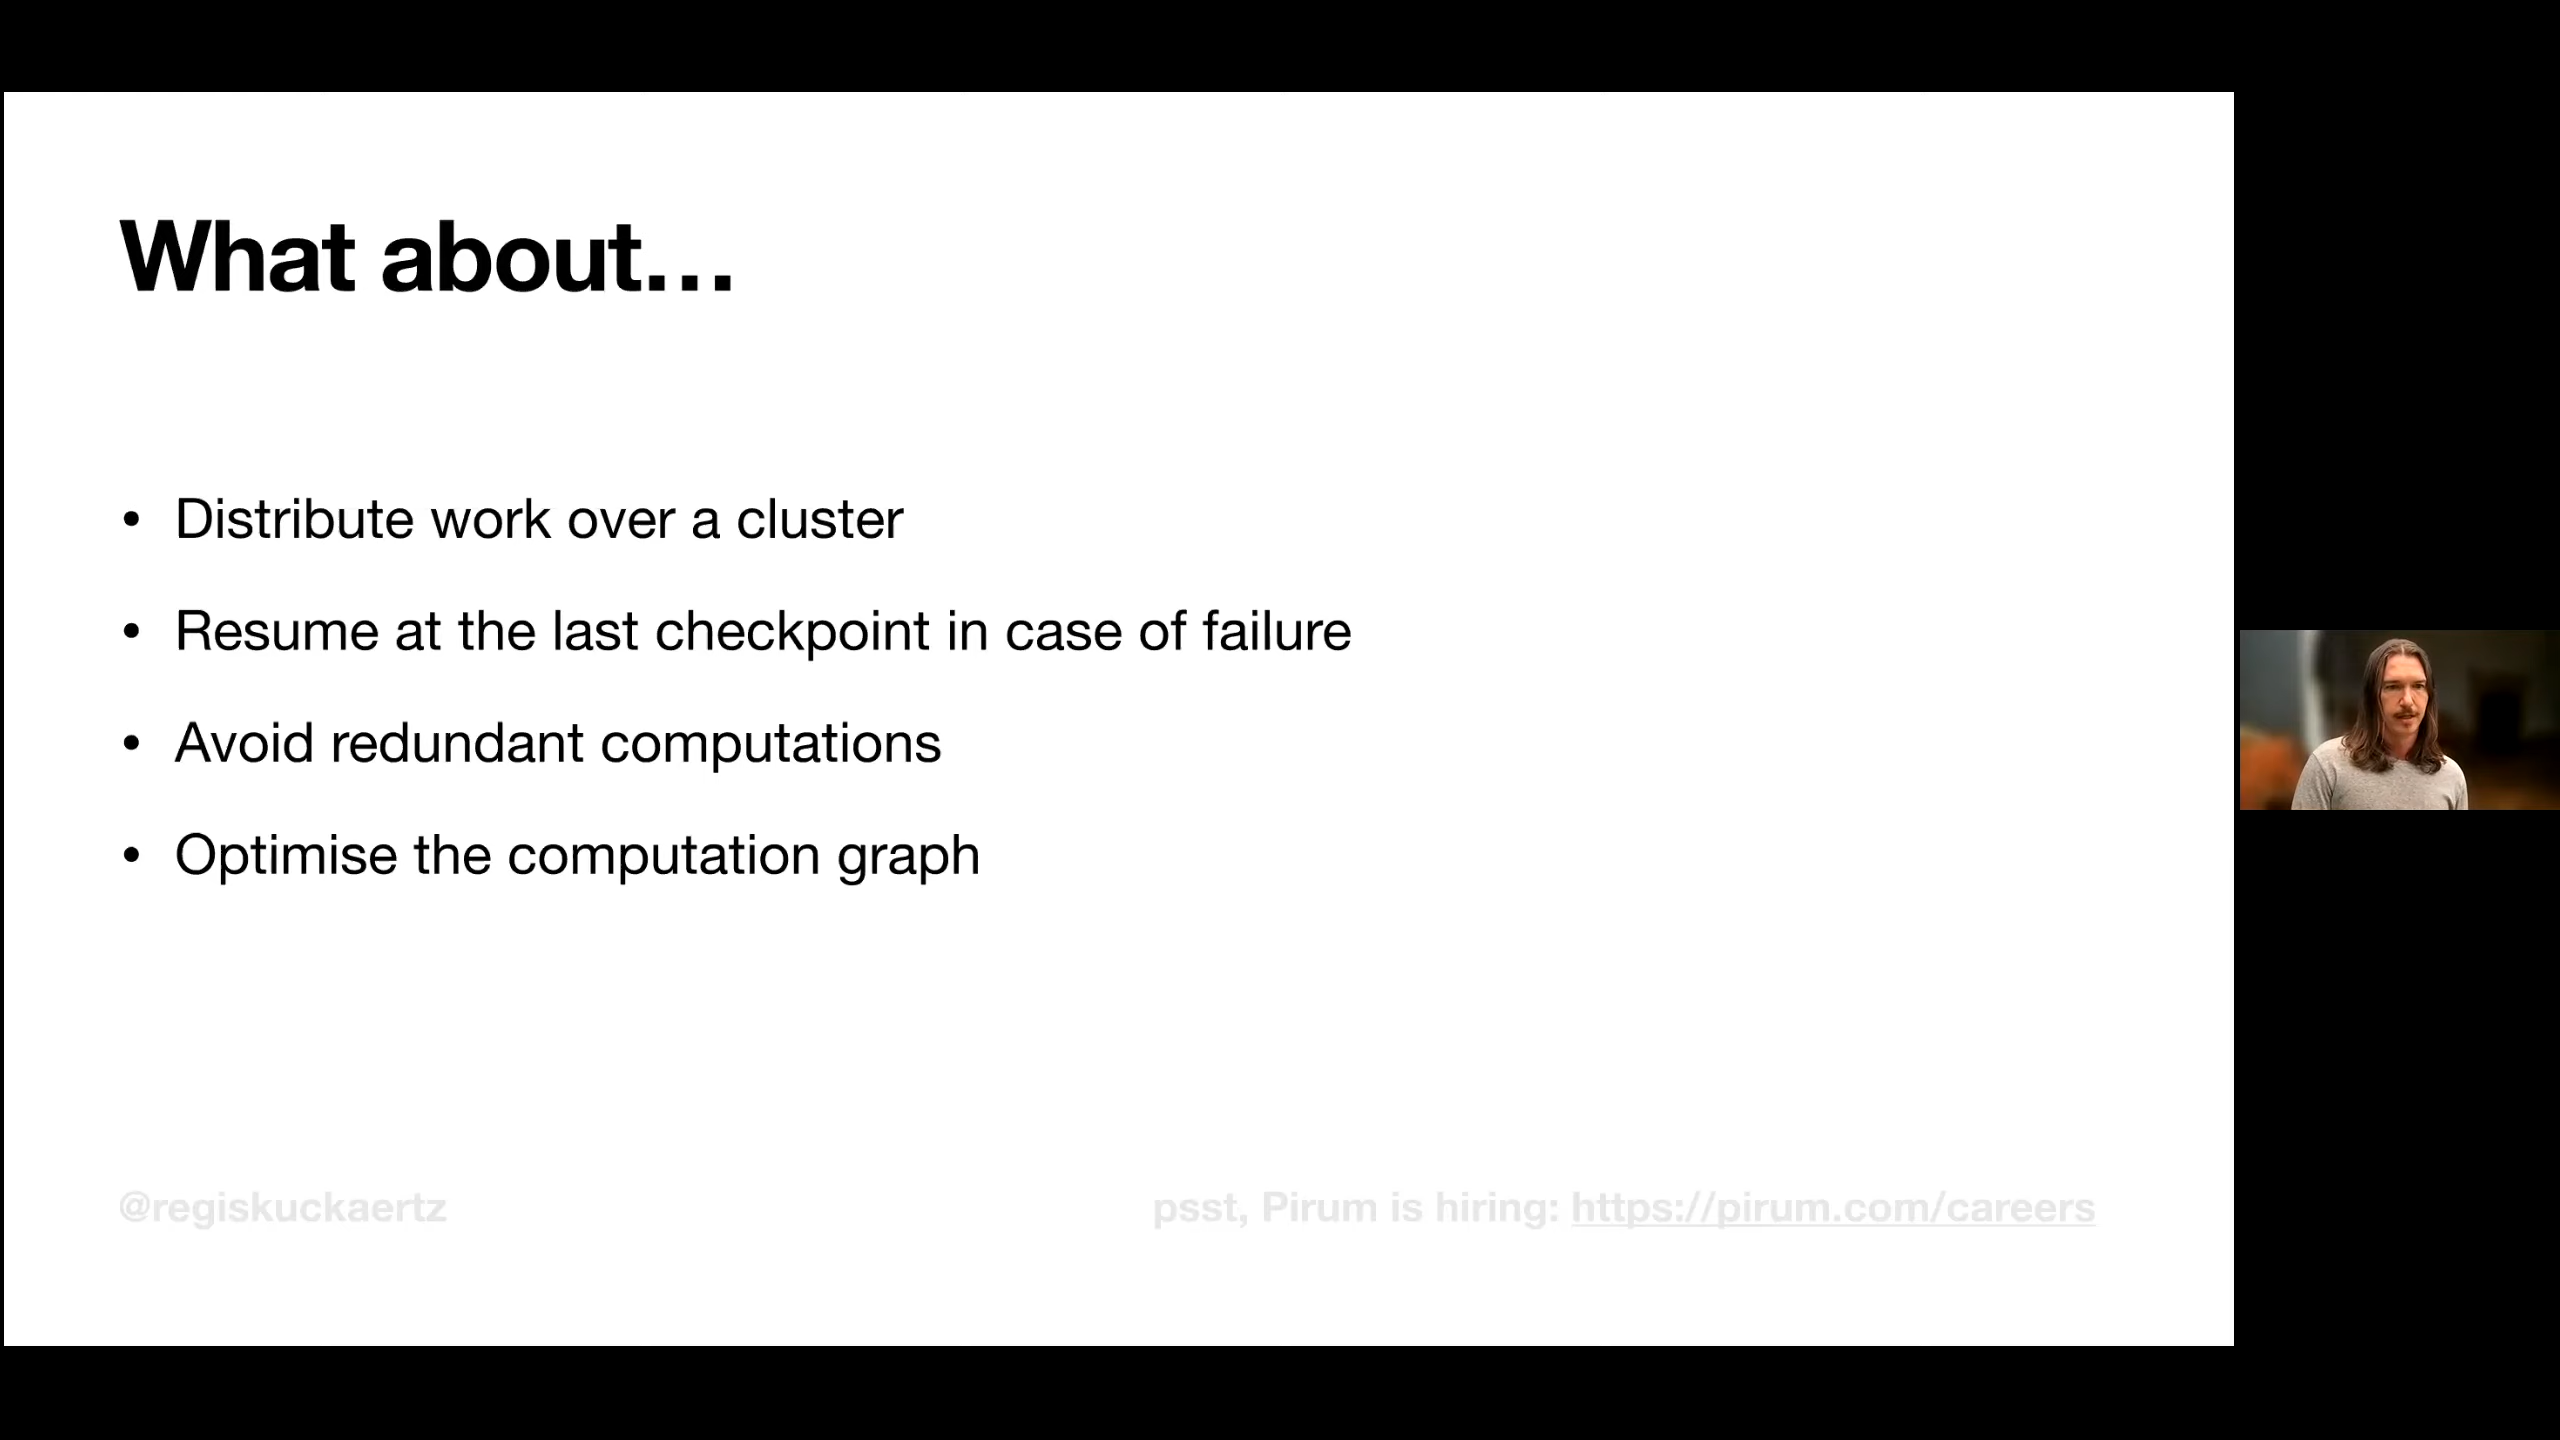 What about…
• Distribute work over a cluster
• Resume at the last checkpoint in case of failure
• Avoid redundant computations
• Optimise the computation graph
@regiskuckaertz
psst, Pirum is hiring: https://pirum.com/careers